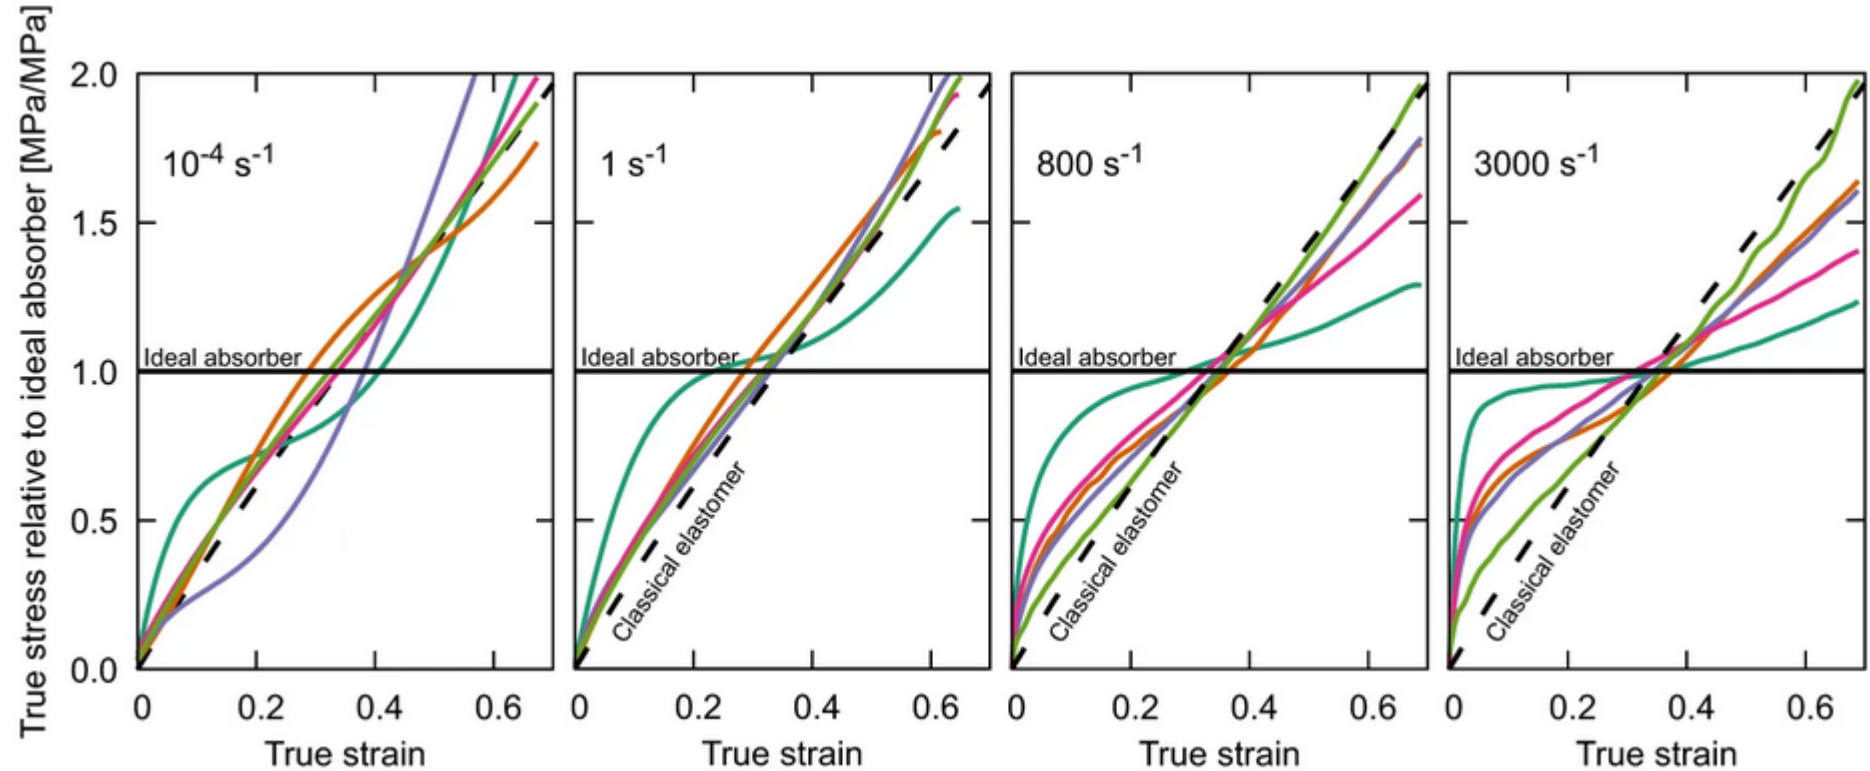 True stress relative to ideal absorber [MPa/MPa]
2.0
1.5
1.0
0.5
0.0
10⁻⁴ s⁻¹
Ideal absorber
0 0.2 0.4 0.6
True strain
1 s⁻¹
Ideal absorber
Classical elastomer
0 0.2 0.4 0.6
True strain
800 s⁻¹
Ideal absorber
Classical elastomer
0 0.2 0.4 0.6
True strain
3000 s⁻¹
Ideal absorber
Classical elastomer
0 0.2 0.4 0.6
True strain